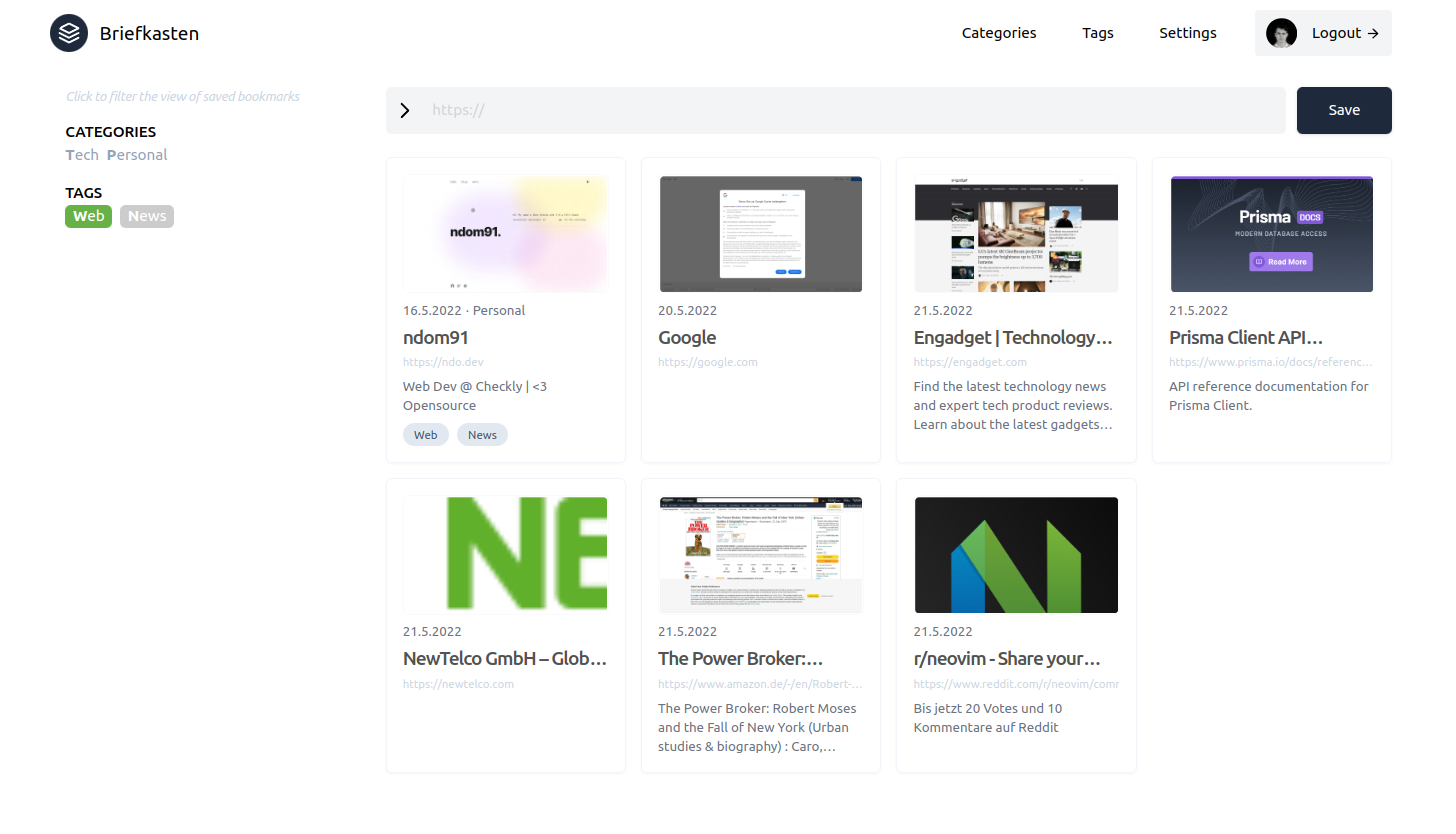 Briefkasten
Categories
Tags
Settings
Logout →
Click to filter the view of saved bookmarks
CATEGORIES
Tech Personal
TAGS
Web News
https://
Save
ndom91.
16.5.2022 · Personal
ndom91
https://ndo.dev
Web Dev @ Checkly | <3
Opensource
Web News
20.5.2022
Google
https://google.com
21.5.2022
Engadget | Technology…
https://engadget.com
Find the latest technology news
and expert tech product reviews.
Learn about the latest gadgets…
Prisma DOCS
MODERN DATABASE ACCESS
Read More
21.5.2022
Prisma Client API…
https://www.prisma.io/docs/referenc…
API reference documentation for
Prisma Client.
NE
21.5.2022
NewTelco GmbH – Glob…
https://newtelco.com
THE
POWER
BROKER
21.5.2022
The Power Broker:…
https://www.amazon.de/-/en/Robert-…
The Power Broker: Robert Moses
and the Fall of New York (Urban
studies & biography) : Caro,…
21.5.2022
r/neovim - Share your…
https://www.reddit.com/r/neovim/comr
Bis jetzt 20 Votes und 10
Kommentare auf Reddit